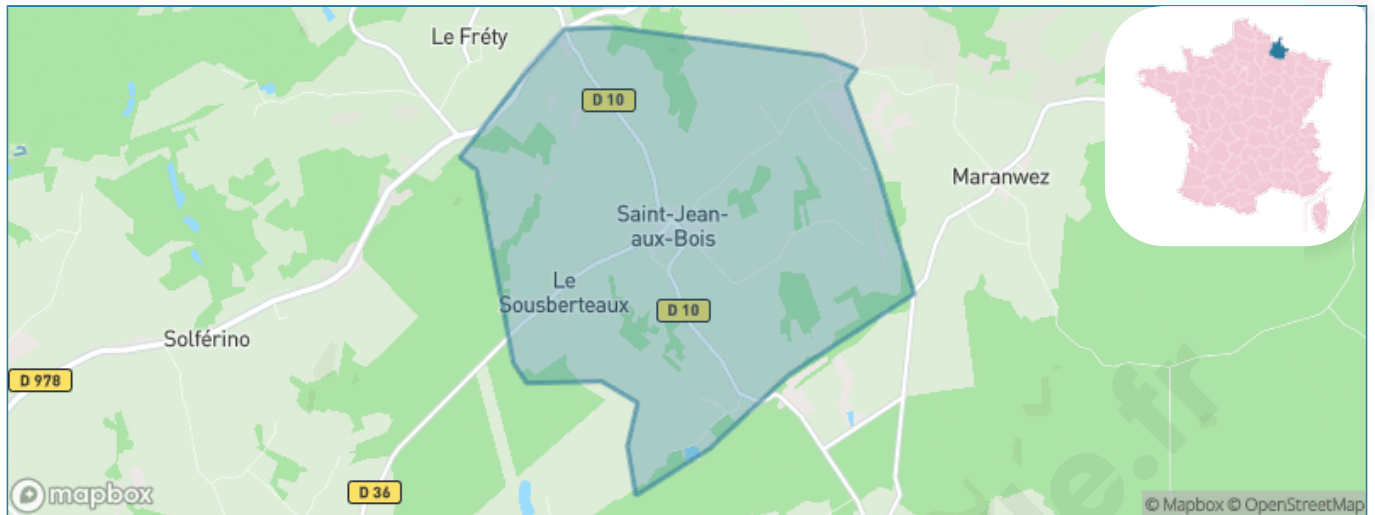 Le Fréty
D 10
Maranwez
Saint-Jean-
aux-Bois
Le
Sousberteaux
D 10
Solférino
D 978
D 36
mapbox
© Mapbox © OpenStreetMap